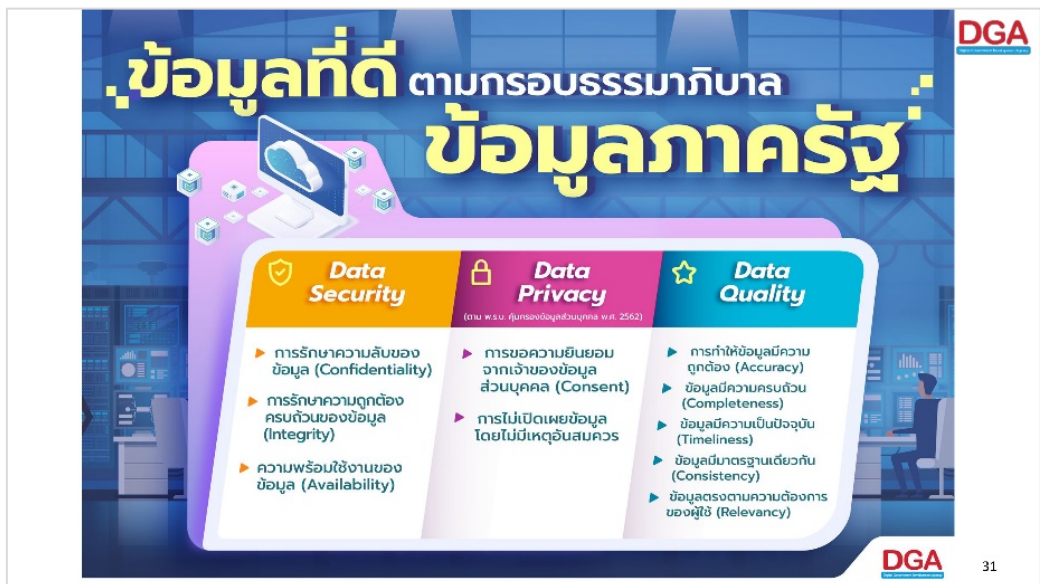 DGA
ข้อมูลที่ดี ตามกรอบธรรมาภิบาล
ข้อมูลภาครัฐ
Data
Security
การรักษาความลับของ
ข้อมูล (Confidentiality)
การรักษาความถูกต้อง
ครบถ้วนของข้อมูล
(Integrity)
ความพร้อมใช้งานของ
ข้อมูล (Availability)
Data
Privacy
(ตาม พ.ร.บ. คุ้มครองข้อมูลส่วนบุคคล พ.ศ. 2562)
การขอความยินยอม
จากเจ้าของข้อมูล
ส่วนบุคคล (Consent)
การไม่เปิดเผยข้อมูล
โดยไม่มีเหตุอันสมควร
Data
Quality
การทำให้ข้อมูลมีความ
ถูกต้อง (Accuracy)
ข้อมูลมีความครบถ้วน
(Completeness)
ข้อมูลมีความเป็นปัจจุบัน
(Timeliness)
ข้อมูลมีมาตรฐานเดียวกัน
(Consistency)
ข้อมูลตรงตามความต้องการ
ของผู้ใช้ (Relevancy)
DGA
31